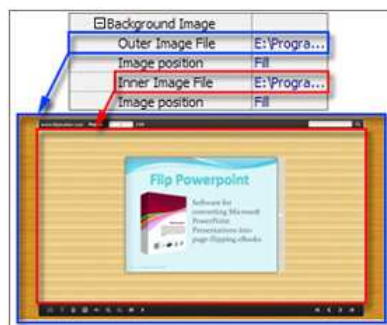 Background Image
Outer Image File E:\Progra...
Image position Fill
Inner Image File E:\Progra...
Image position Fill
Flip Powerpoint
Software for
converting Microsoft
PowerPoint
Presentations into
page flipping eBooks